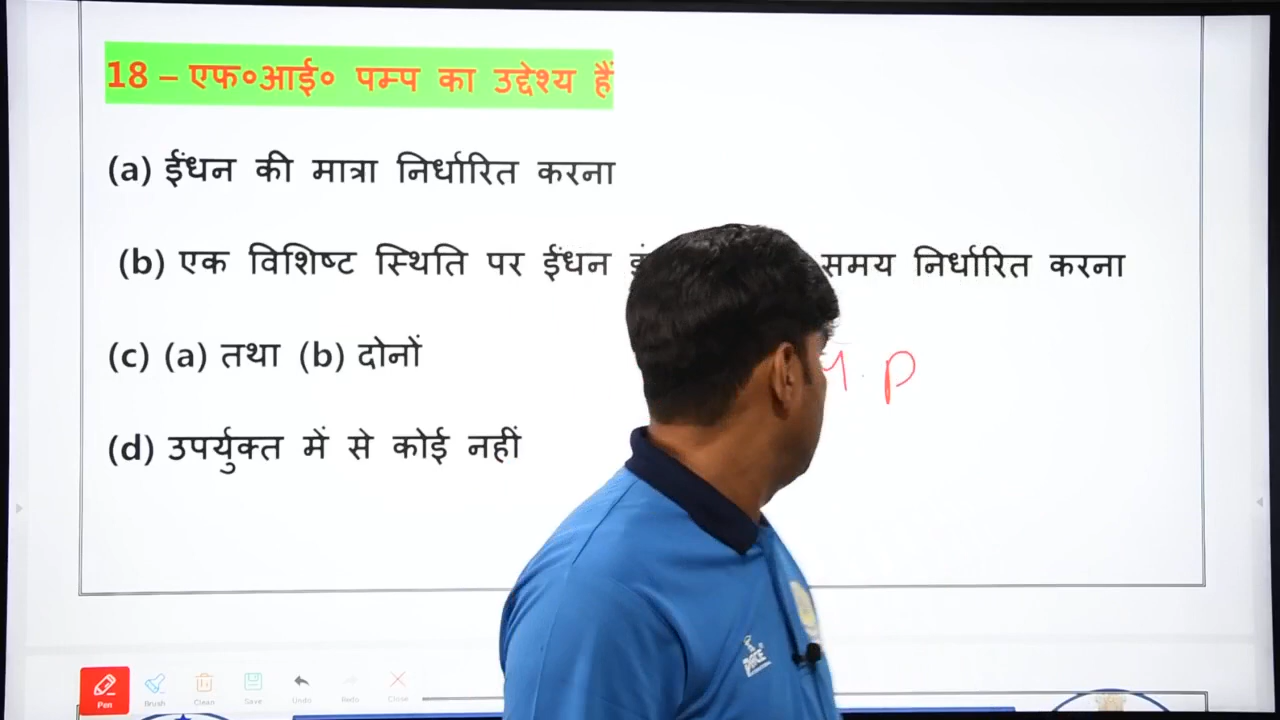 18 – एफ०आई० पम्प का उद्देश्य हैं
(a) ईंधन की मात्रा निर्धारित करना
(b) एक विशिष्ट स्थिति पर ईंधन समय निर्धारित करना
(c) (a) तथा (b) दोनों
P
(d) उपर्युक्त में से कोई नहीं
Pen Brush Clean Save Undo Redo Close